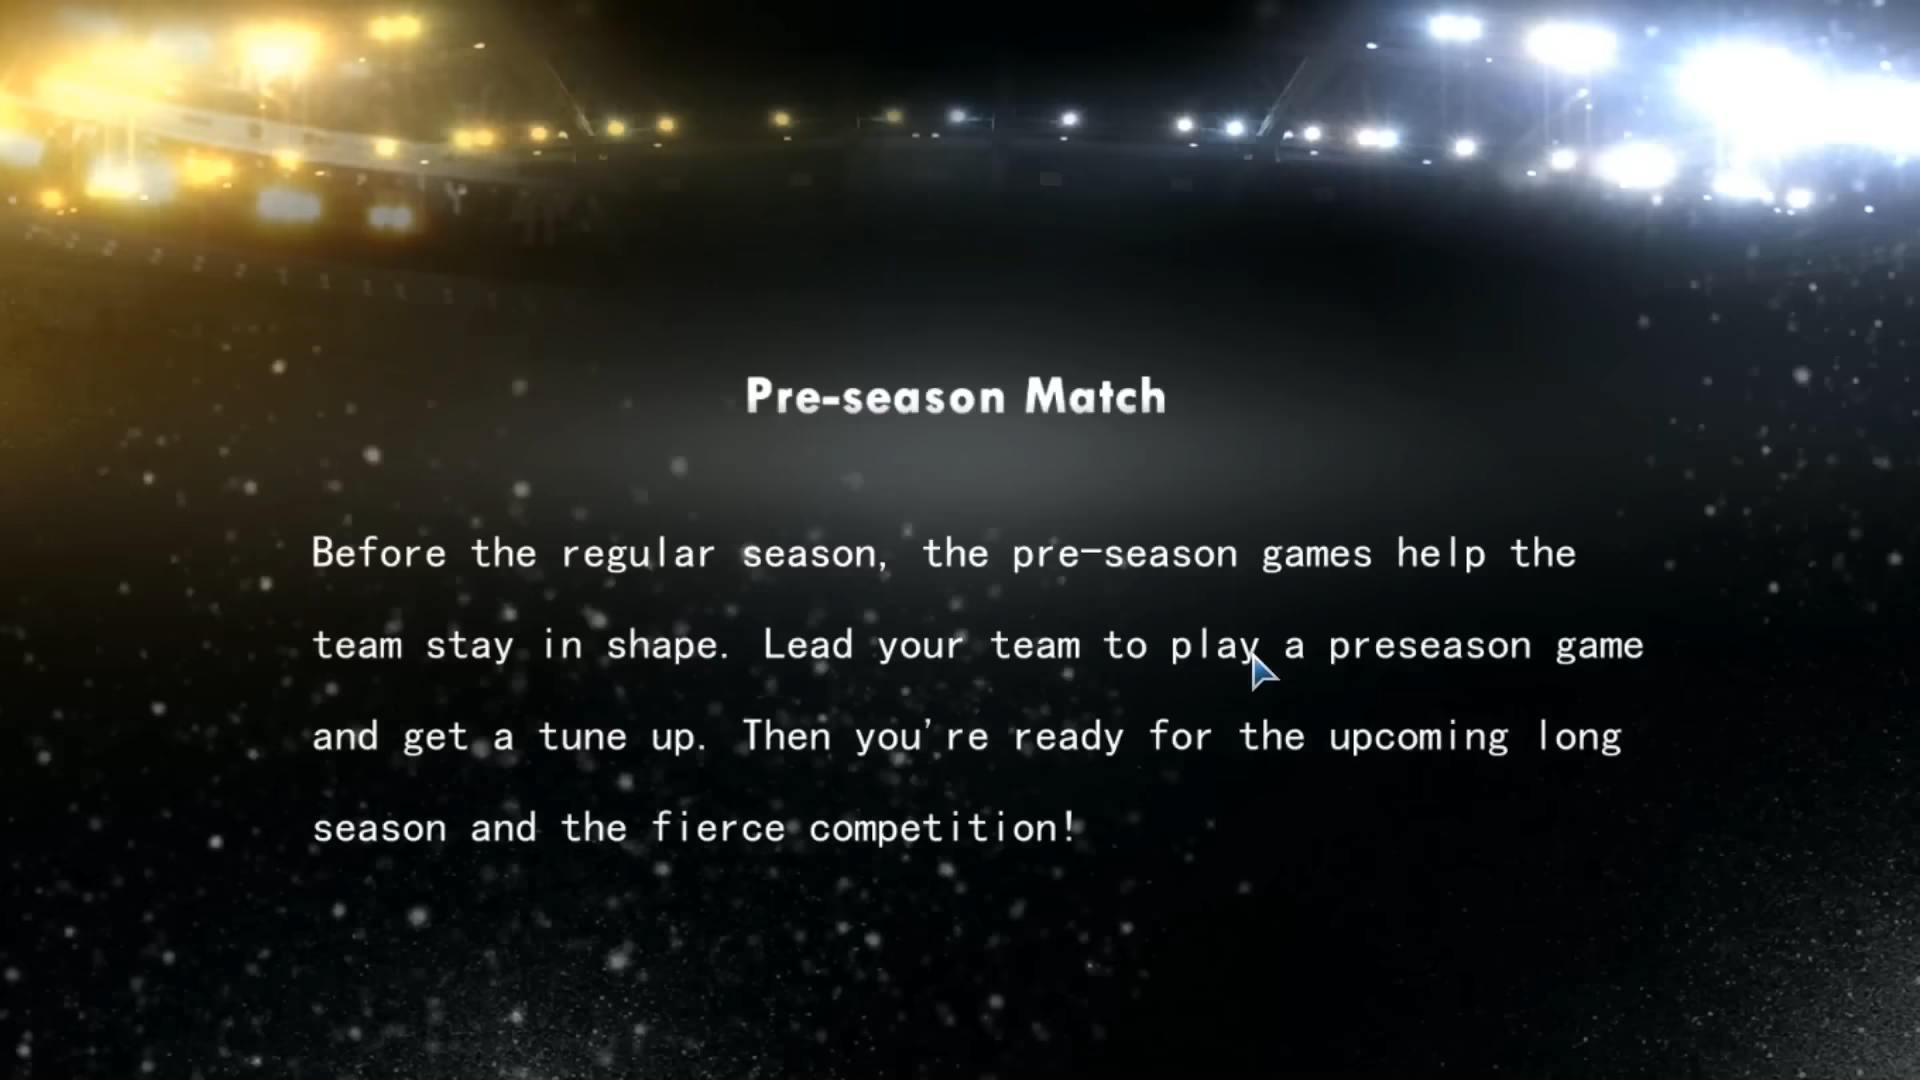 Pre-season Match
Before the regular season, the pre-season games help the
team stay in shape. Lead your team to play a preseason game
and get a tune up. Then you're ready for the upcoming long
season and the fierce competition!